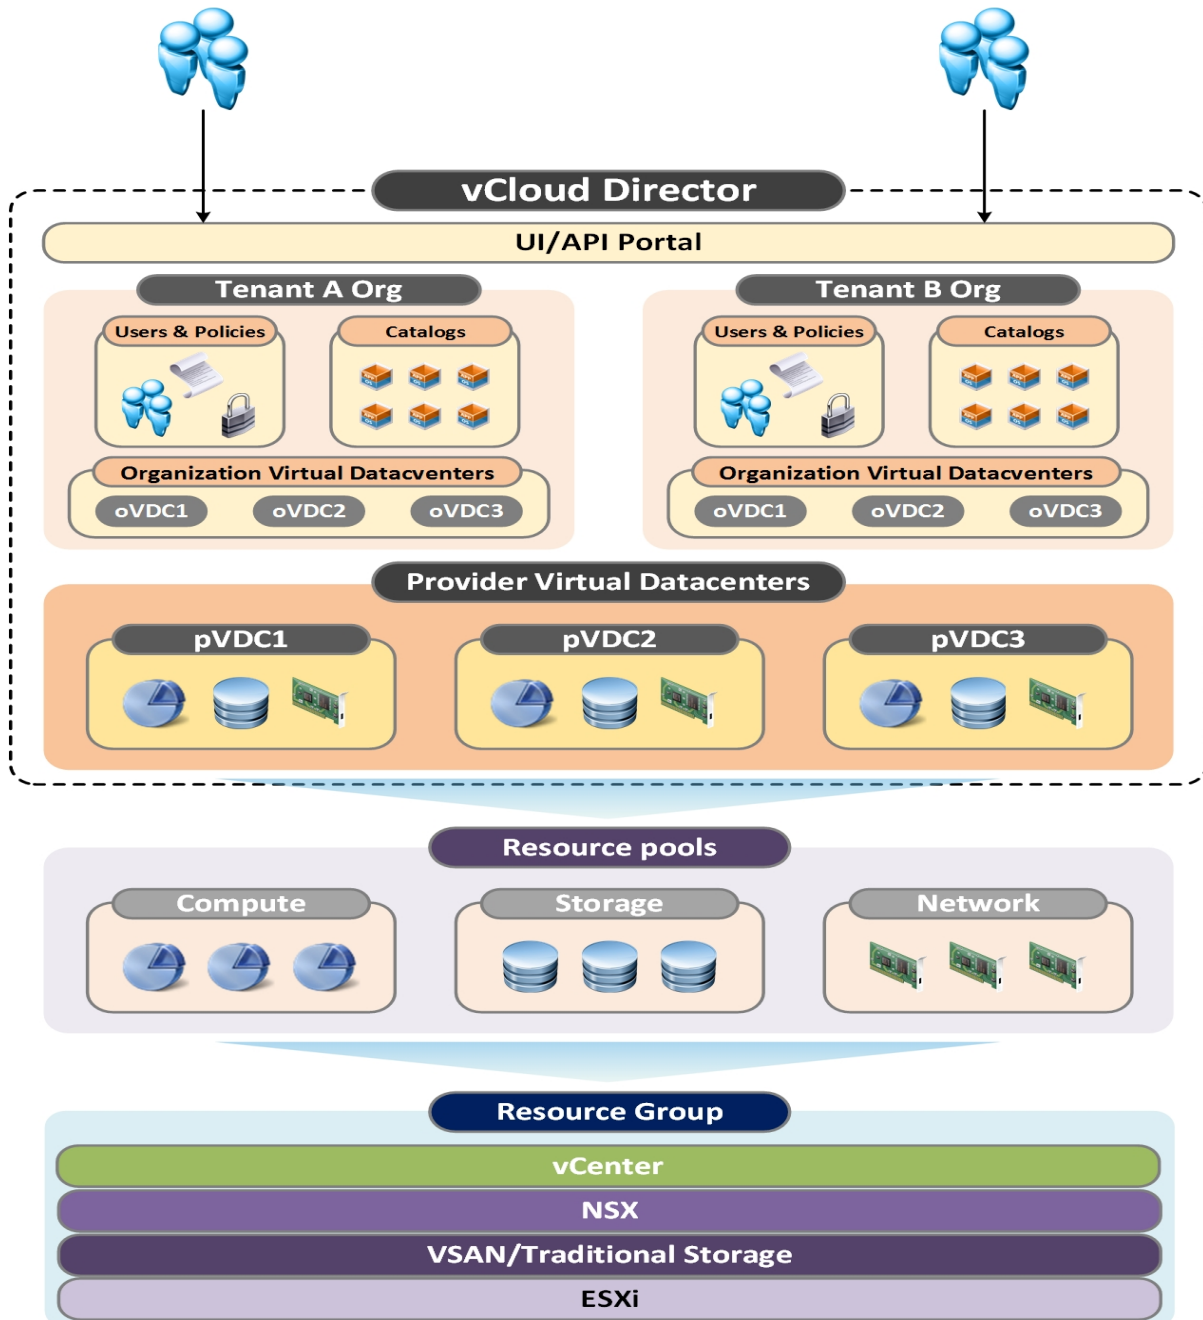 vCloud Director
UI/API Portal
Tenant A Org
Tenant B Org
Users & Policies
Catalogs
Users & Policies
Catalogs
Organization Virtual Datacventers
Organization Virtual Datacventers
oVDC1
oVDC2
oVDC3
oVDC1
oVDC2
oVDC3
Provider Virtual Datacenters
pVDC1
pVDC2
pVDC3
Resource pools
Compute
Storage
Network
Resource Group
vCenter
NSX
VSAN/Traditional Storage
ESXi